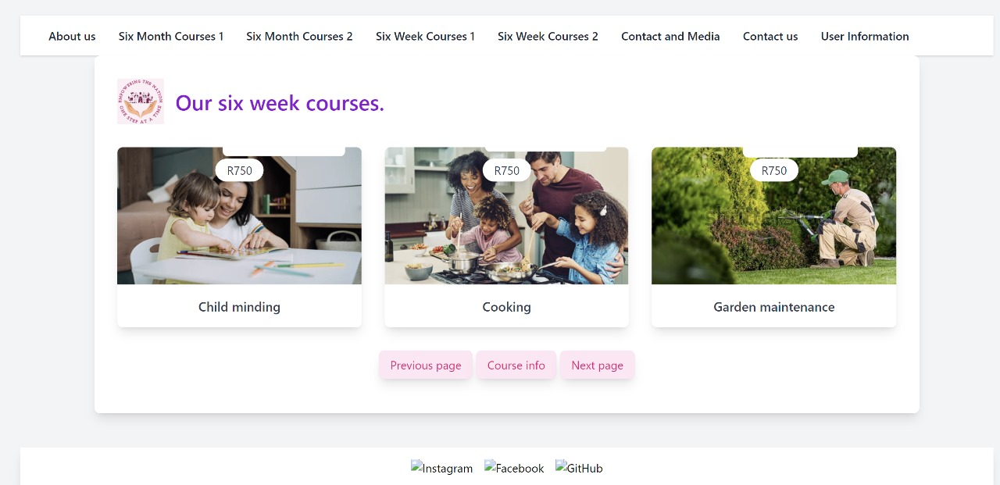 About us Six Month Courses 1 Six Month Courses 2 Six Week Courses 1 Six Week Courses 2 Contact and Media Contact us User Information
EMPOWERING THE NATION
ONE STEP AT A TIME
Our six week courses.
R750 R750 R750
Child minding Cooking Garden maintenance
Previous page Course info Next page
Instagram Facebook GitHub